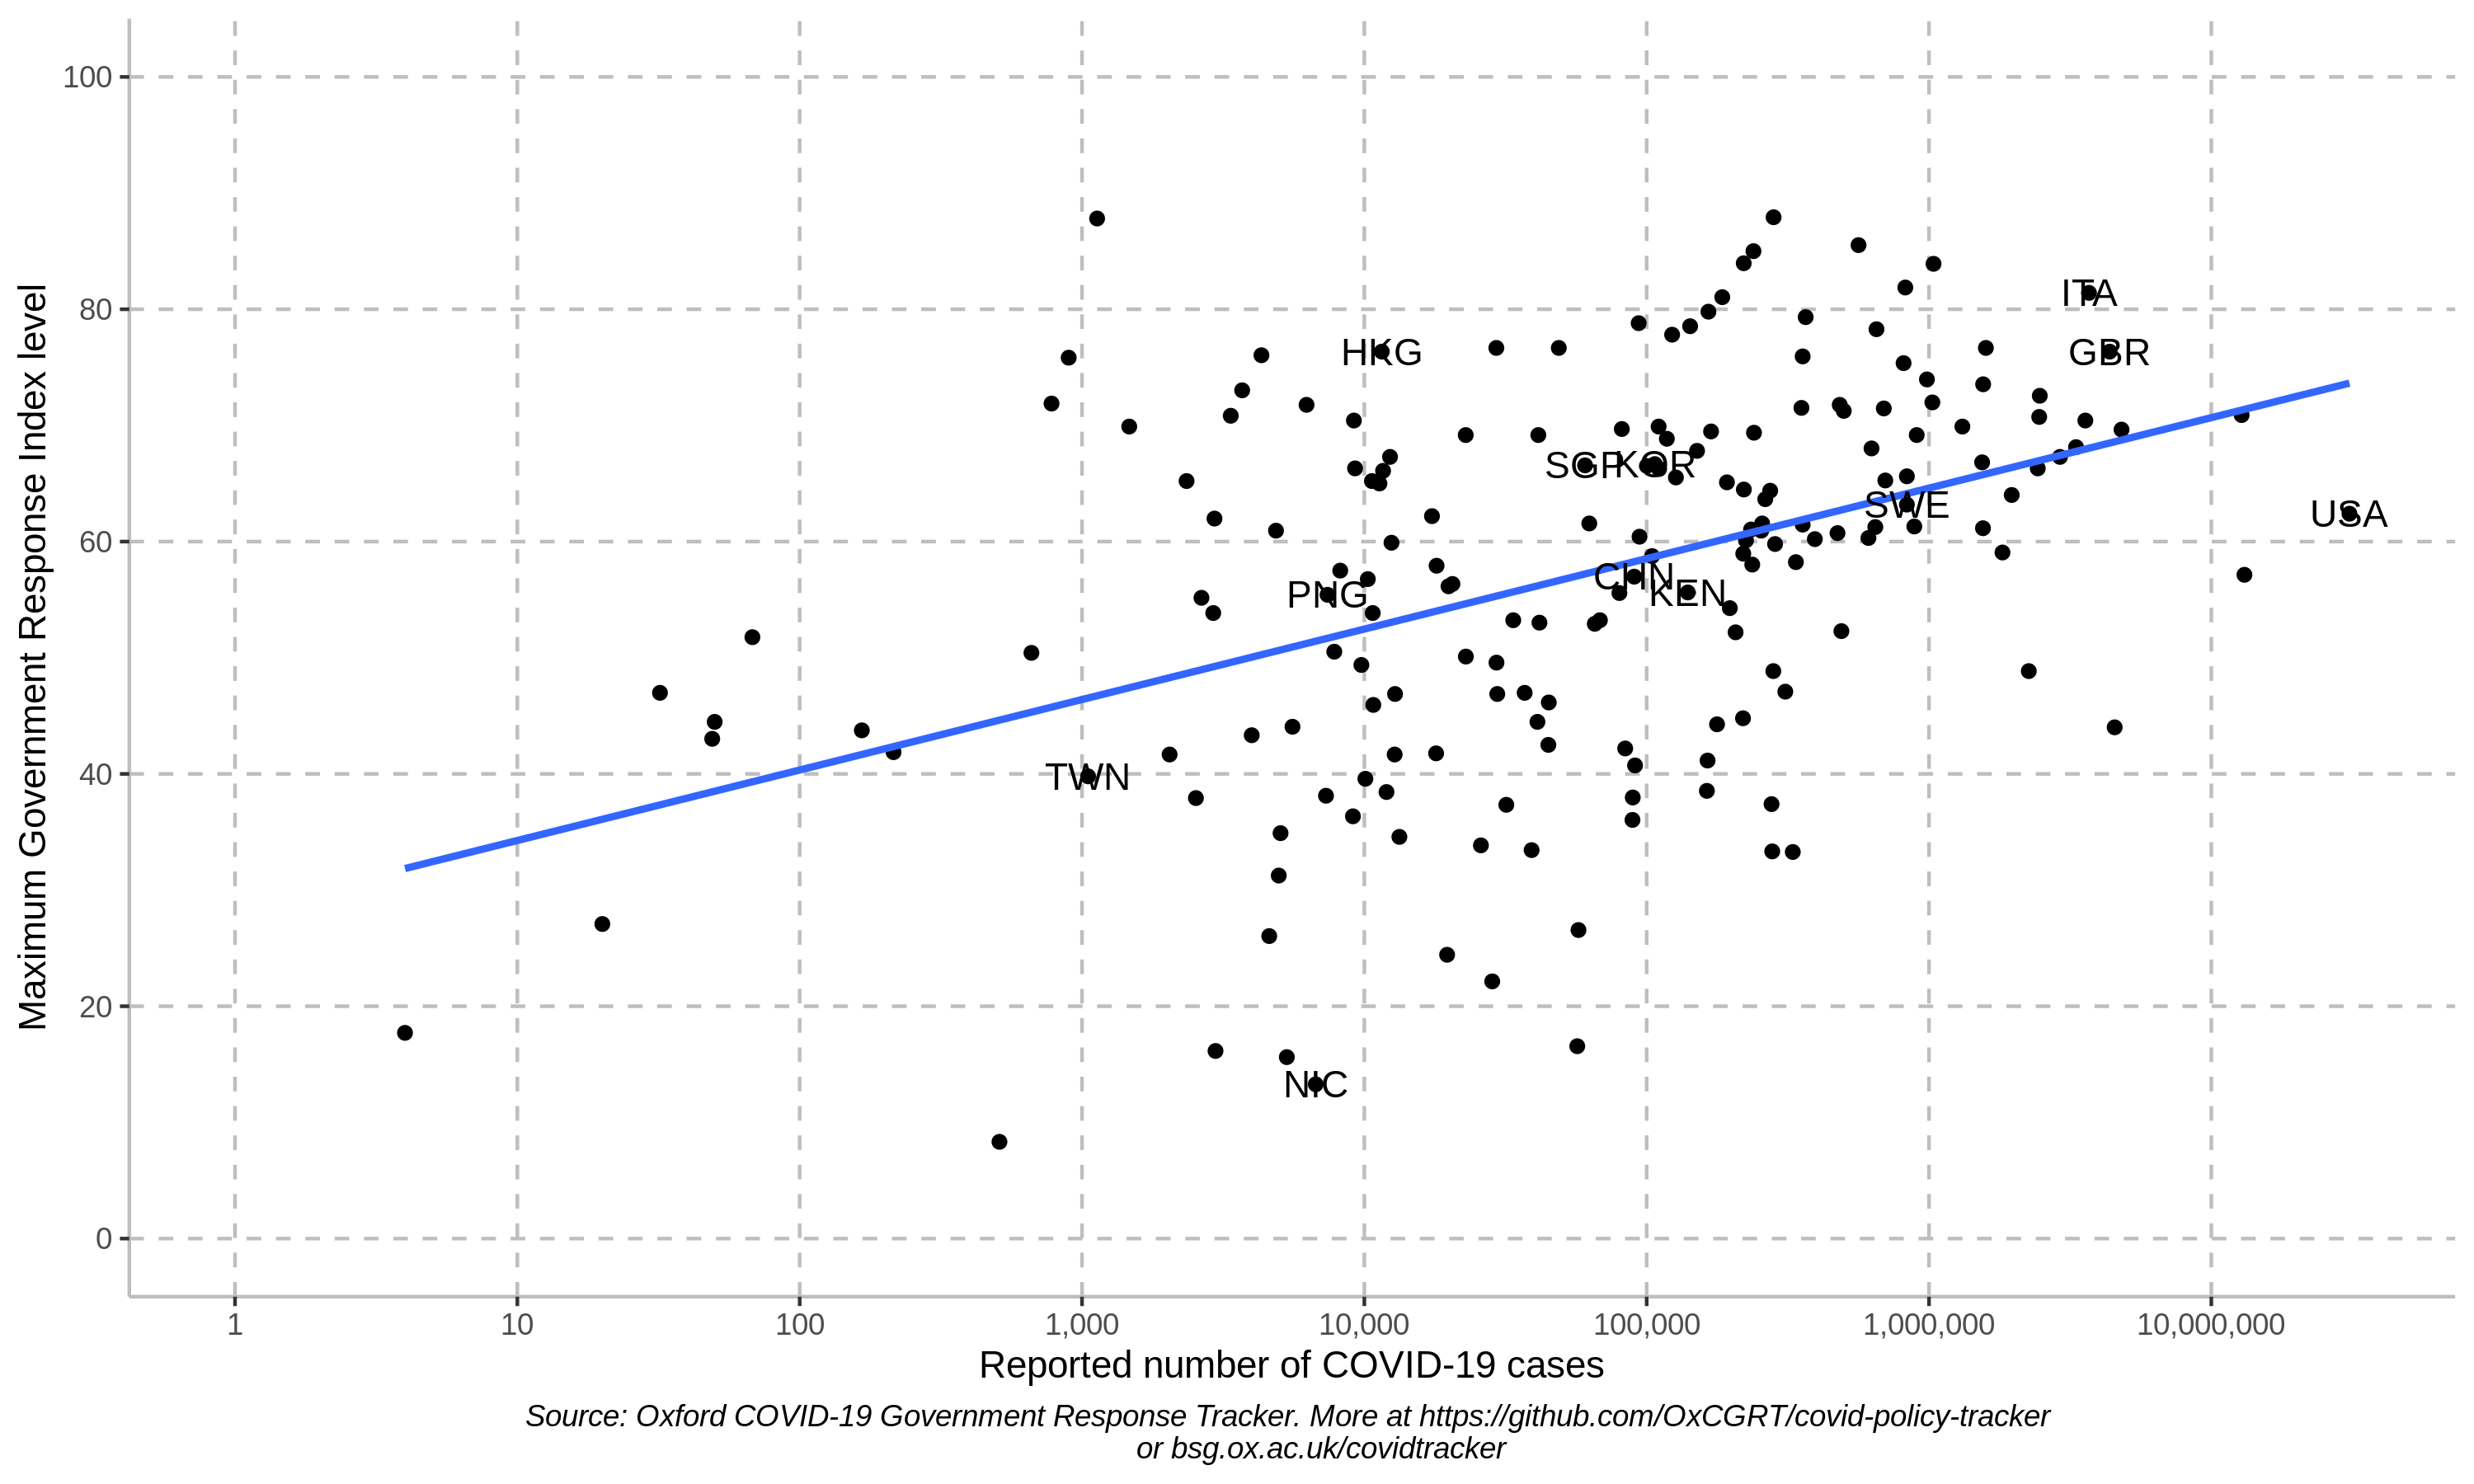 Maximum Government Response Index level
100
80
60
40
20
0
ITA
HKG
GBR
SGP
KOR
SWE
USA
CHN
KEN
PNG
TWN
NIC
1
10
100
1,000
10,000
100,000
1,000,000
10,000,000
Reported number of COVID-19 cases
Source: Oxford COVID-19 Government Response Tracker. More at https://github.com/OxCGRT/covid-policy-tracker
or bsg.ox.ac.uk/covidtracker